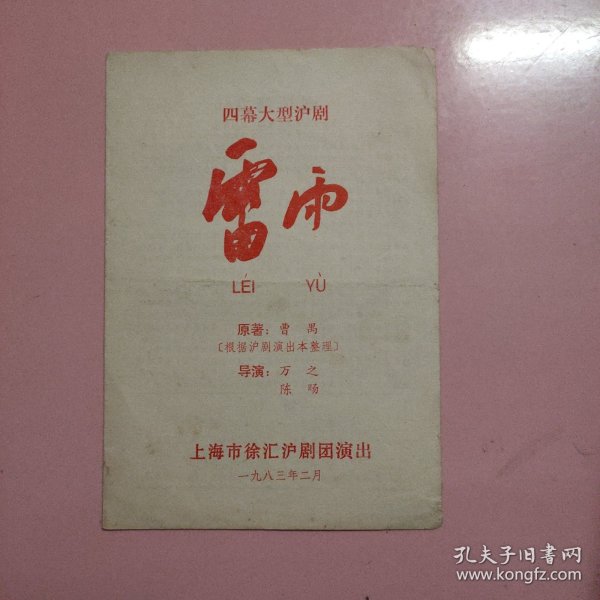 四幕大型沪剧
雷雨
LÉI YÙ
原著：曹禺
〔根据沪剧演出本整理〕
导演：万之
陈旸
上海市徐汇沪剧团演出
一九八三年二月
孔夫子旧书网
www.kongfz.com